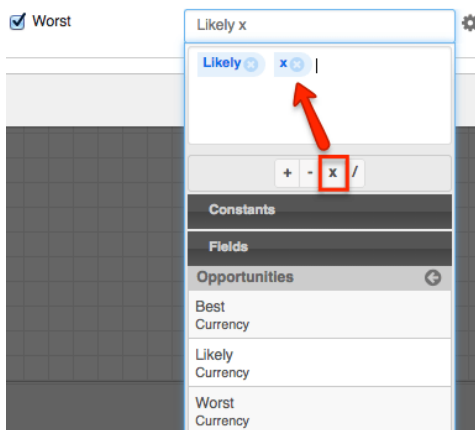 Worst
Likely x
Likely x
+ - x /
Constants
Fields
Opportunities
Best
Currency
Likely
Currency
Worst
Currency